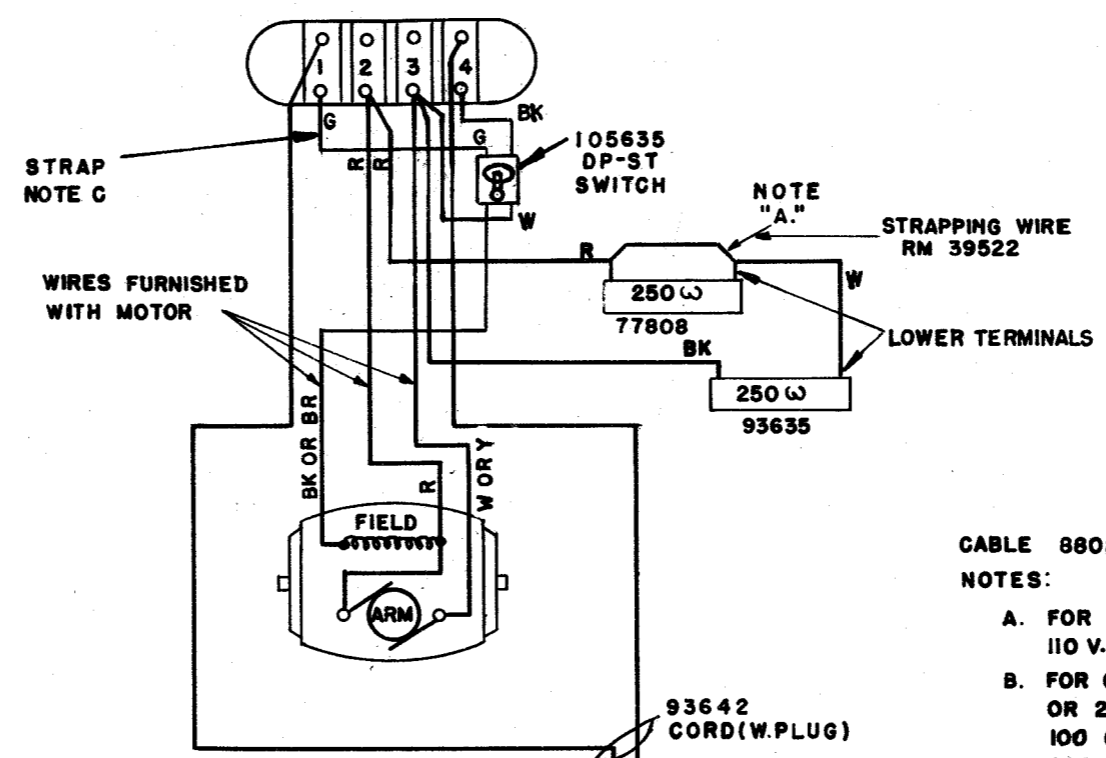 1 2 3 4
G
BK
G
R
R
W
STRAP
NOTE C
105635
DP-ST
SWITCH
NOTE
"A."
STRAPPING WIRE
RM 39522
R
W
250 ω
77808
LOWER TERMINALS
WIRES FURNISHED
WITH MOTOR
BK
250 ω
93635
BK OR BR
R
W OR Y
FIELD
ARM
93642
CORD(W.PLUG)
CABLE 880
NOTES:
A. FOR
110 V.
B. FOR
OR 2
100